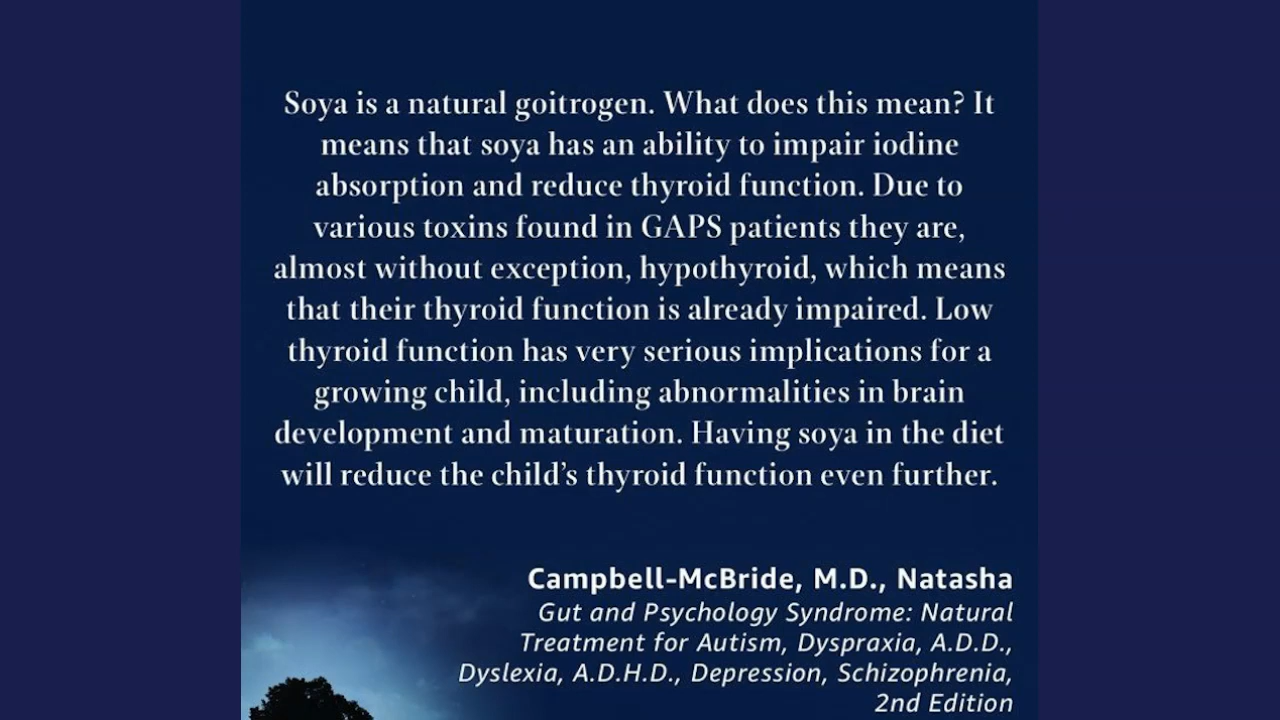 Soya is a natural goitrogen. What does this mean? It
means that soya has an ability to impair iodine
absorption and reduce thyroid function. Due to
various toxins found in GAPS patients they are,
almost without exception, hypothyroid, which means
that their thyroid function is already impaired. Low
thyroid function has very serious implications for a
growing child, including abnormalities in brain
development and maturation. Having soya in the diet
will reduce the child’s thyroid function even further.
Campbell-McBride, M.D., Natasha
Gut and Psychology Syndrome: Natural
Treatment for Autism, Dyspraxia, A.D.D.,
Dyslexia, A.D.H.D., Depression, Schizophrenia,
2nd Edition